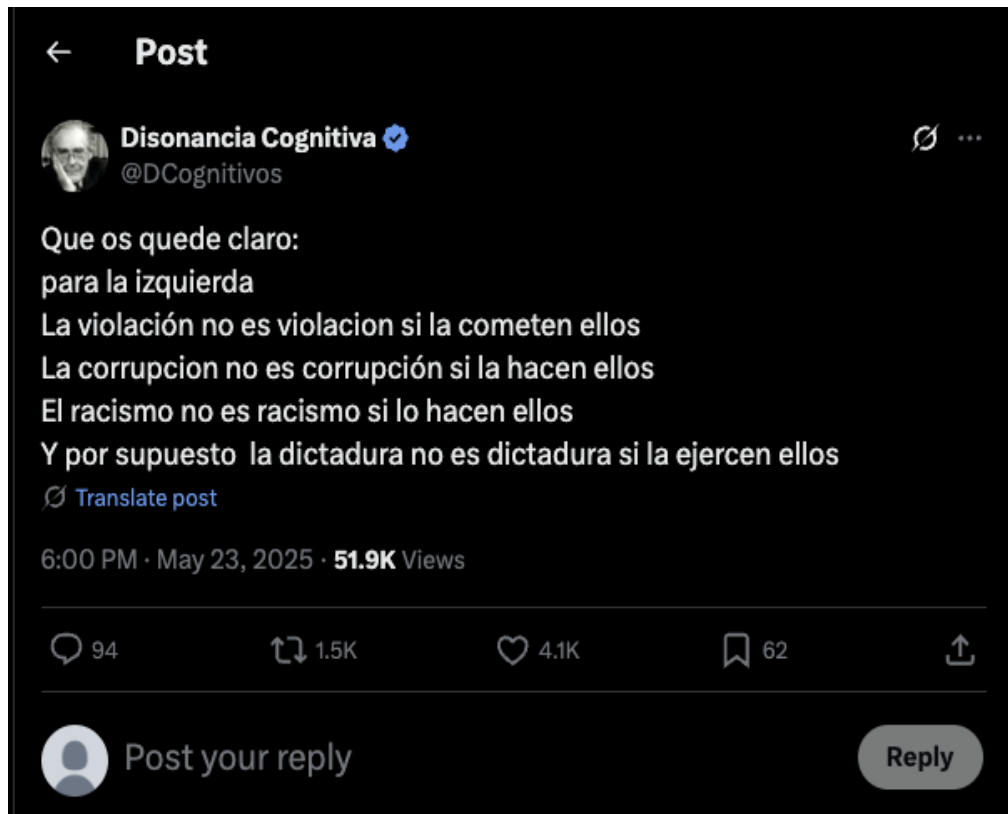 Post
Disonancia Cognitiva
@DCognitivos
Que os quede claro:
para la izquierda
La violación no es violacion si la cometen ellos
La corrupcion no es corrupción si la hacen ellos
El racismo no es racismo si lo hacen ellos
Y por supuesto  la dictadura no es dictadura si la ejercen ellos
Translate post
6:00 PM · May 23, 2025 · 51.9K Views
94 1.5K 4.1K 62
Post your reply Reply